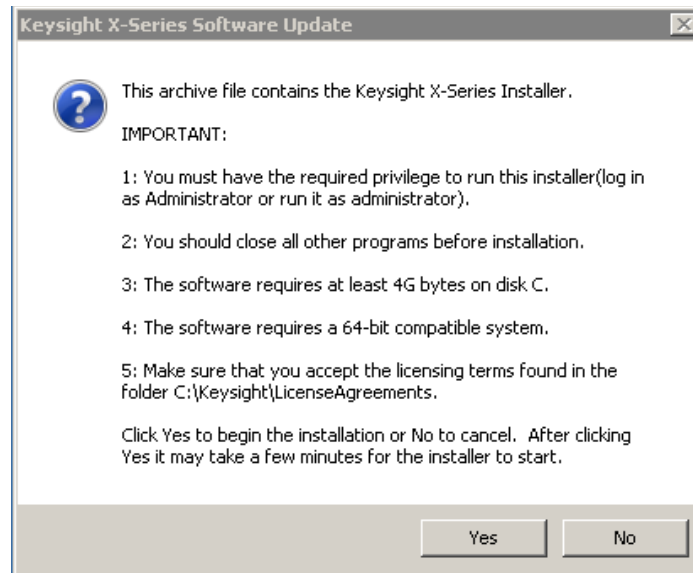 Keysight X-Series Software Update
This archive file contains the Keysight X-Series Installer.
IMPORTANT:
1: You must have the required privilege to run this installer(log in
as Administrator or run it as administrator).
2: You should close all other programs before installation.
3: The software requires at least 4G bytes on disk C.
4: The software requires a 64-bit compatible system.
5: Make sure that you accept the licensing terms found in the
folder C:\Keysight\LicenseAgreements.
Click Yes to begin the installation or No to cancel.  After clicking
Yes it may take a few minutes for the installer to start.
Yes
No